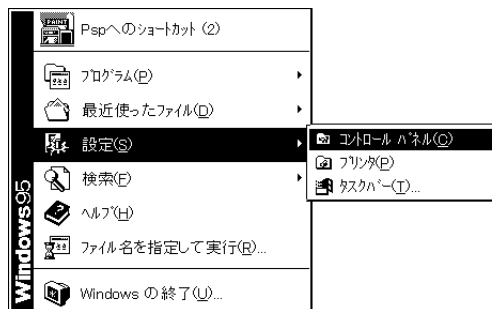 Pspへのショートカット (2)
プログラム(P)
最近使ったファイル(D)
設定(S)
コントロール パネル(C)
プリンタ(P)
タスクバー(T)...
検索(F)
ヘルプ(H)
ファイル名を指定して実行(R)...
Windows の終了(U)...
Windows95
PAINT